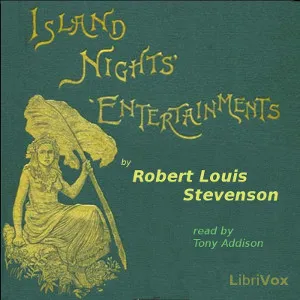 ISLAND
NIGHTS'
ENTERTAINMENTS
by
Robert Louis
Stevenson
read by
Tony Addison
LibriVox